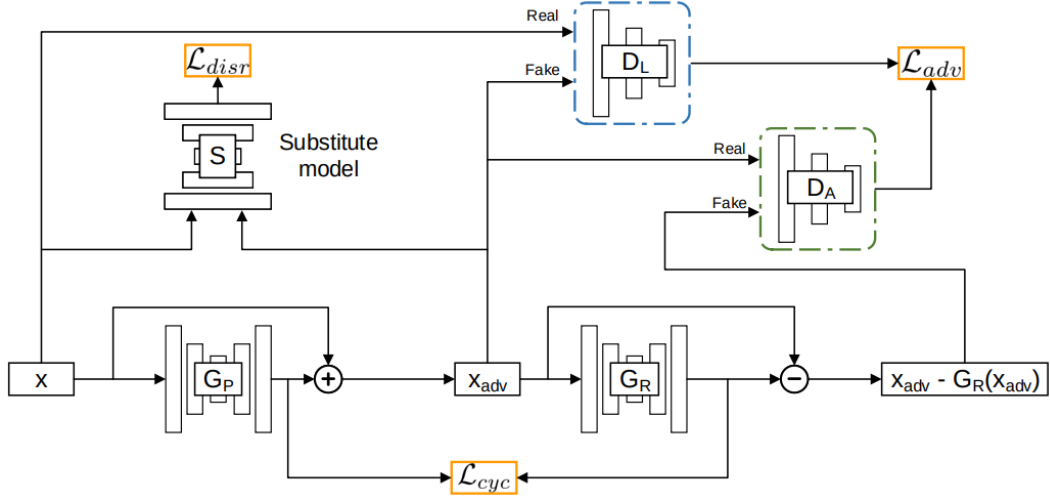 Real
D_L
Fake
ℒ_disr
ℒ_adv
S
Substitute
model
Real
D_A
Fake
x
G_P
+
x_adv
G_R
−
x_adv - G_R(x_adv)
ℒ_cyc